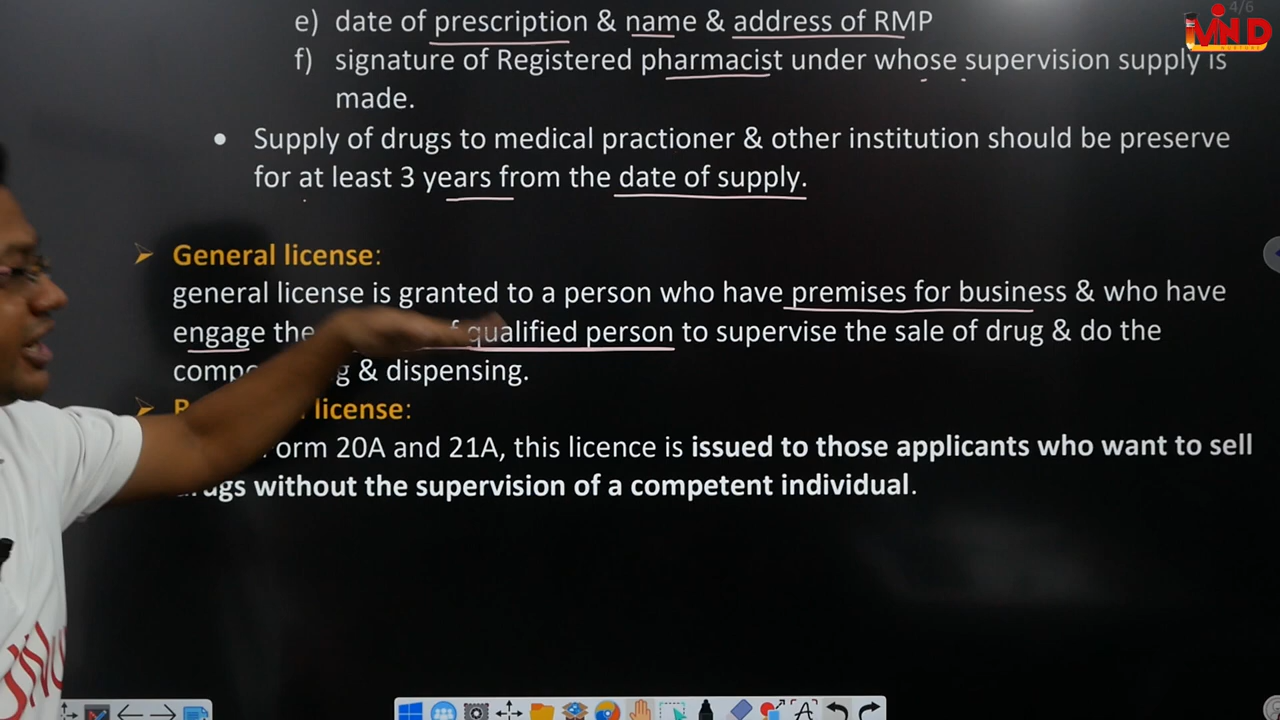 4/6
e) date of prescription & name & address of RMP
MIND
f) signature of Registered pharmacist under whose supervision supply is
made.
• Supply of drugs to medical practioner & other institution should be preserve
for at least 3 years from the date of supply.
General license:
general license is granted to a person who have premises for business & who have
engage the qualified person to supervise the sale of drug & do the
& dispensing.
license:
20A and 21A, this licence is issued to those applicants who want to sell
without the supervision of a competent individual.